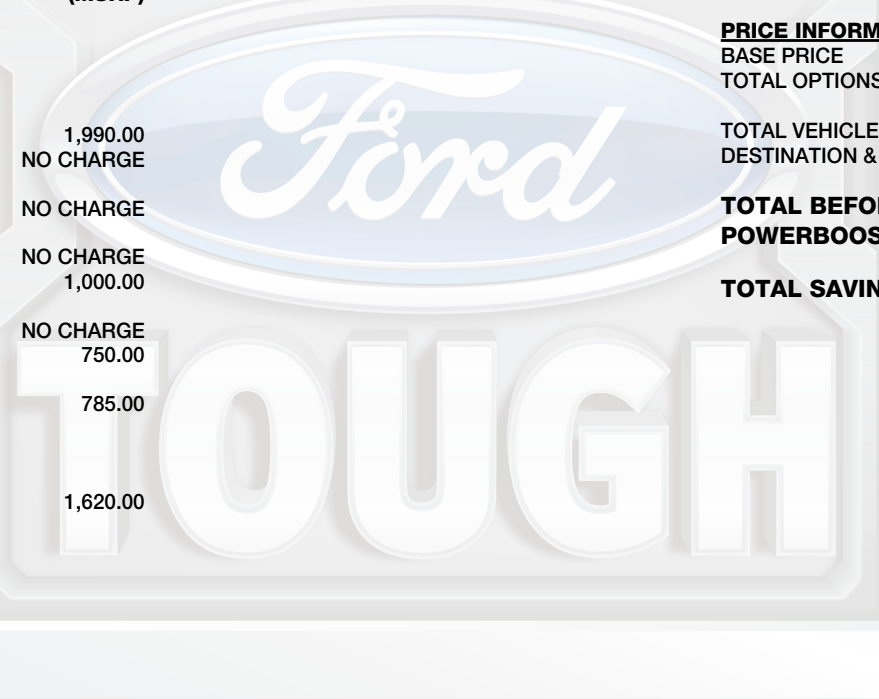 (MSRP)
1,990.00
NO CHARGE
NO CHARGE
NO CHARGE
1,000.00
NO CHARGE
750.00
785.00
1,620.00
PRICE INFORM
BASE PRICE
TOTAL OPTIONS
TOTAL VEHICLE
DESTINATION &
TOTAL BEFO
POWERBOOS
TOTAL SAVIN
Ford
TOUGH